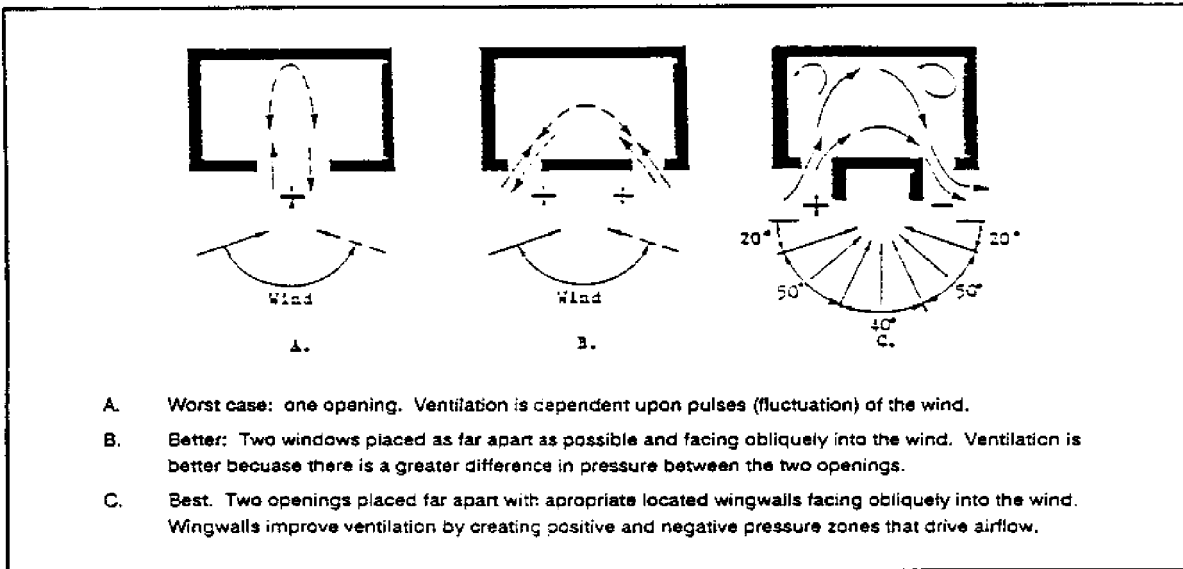 20°
20°
50°
50°
40°
Wind
Wind
A.
B.
C.
A. Worst case: one opening. Ventilation is dependent upon pulses (fluctuation) of the wind.
B. Better: Two windows placed as far apart as possible and facing obliquely into the wind. Ventilation is
better becuase there is a greater difference in pressure between the two openings.
C. Best. Two openings placed far apart with apropriate located wingwalls facing obliquely into the wind.
Wingwalls improve ventilation by creating positive and negative pressure zones that drive airflow.